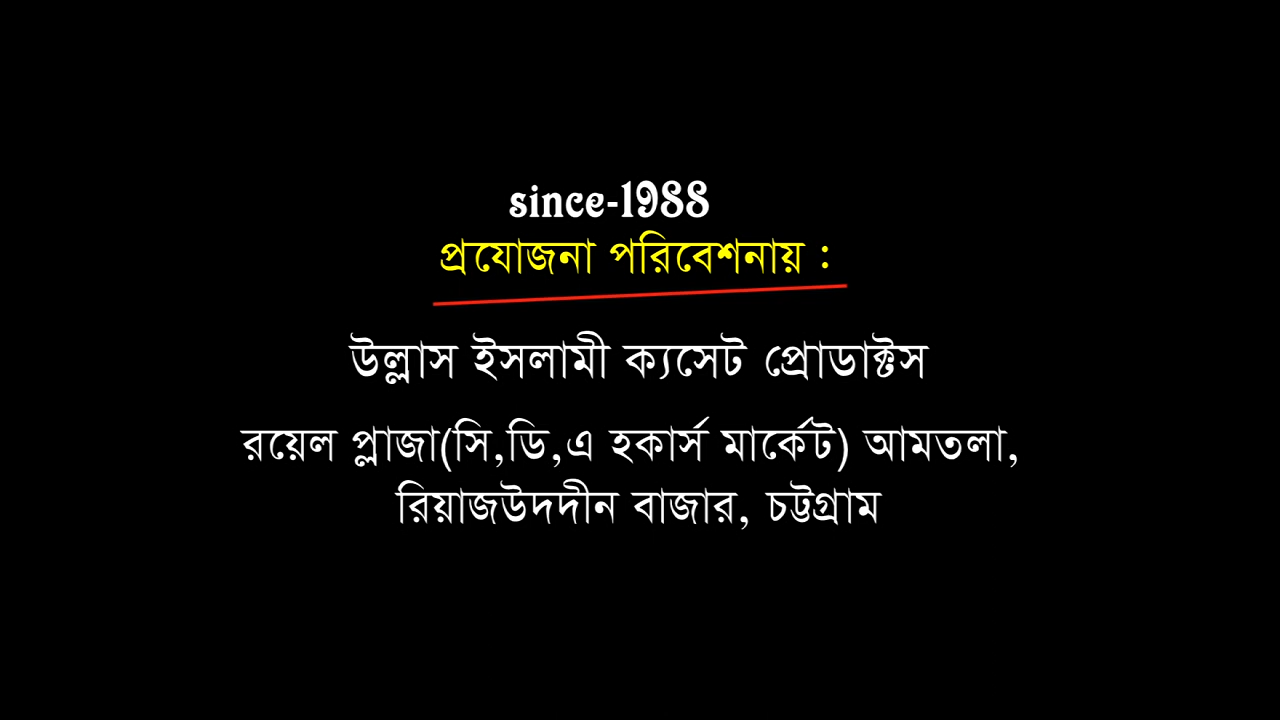 since-1988
প্রযোজনা পরিবেশনায় :
উল্লাস ইসলামী ক্যসেট প্রোডাক্টস
রয়েল প্লাজা(সি,ডি,এ হকার্স মার্কেট) আমতলা,
রিয়াজউদদীন বাজার, চট্টগ্রাম